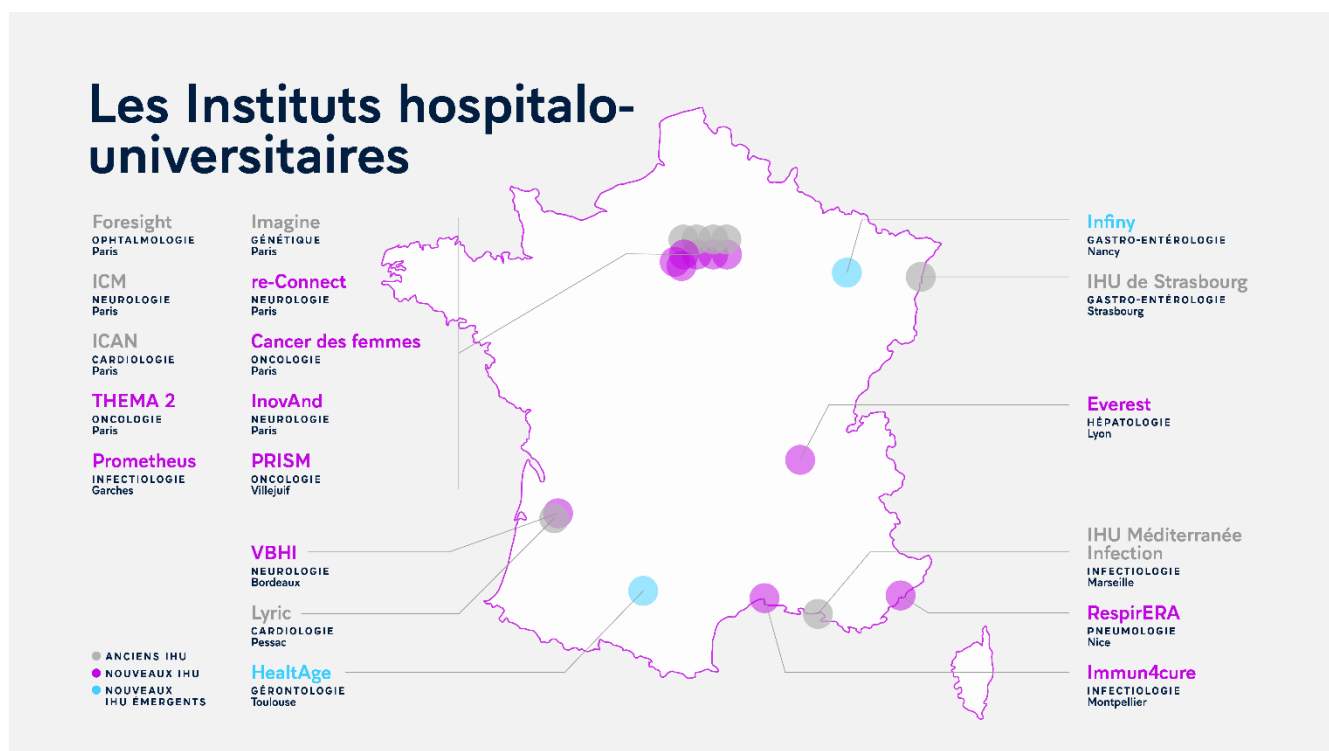 Les Instituts hospitalo-
universitaires
Foresight
OPHTALMOLOGIE
Paris
ICM
NEUROLOGIE
Paris
ICAN
CARDIOLOGIE
Paris
THEMA 2
ONCOLOGIE
Paris
Prometheus
INFECTIOLOGIE
Garches
Imagine
GÉNÉTIQUE
Paris
re-Connect
NEUROLOGIE
Paris
Cancer des femmes
ONCOLOGIE
Paris
InovAnd
NEUROLOGIE
Paris
PRISM
ONCOLOGIE
Villejuif
VBHI
NEUROLOGIE
Bordeaux
Lyric
CARDIOLOGIE
Pessac
HealtAge
GÉRONTOLOGIE
Toulouse
ANCIENS IHU
NOUVEAUX IHU
NOUVEAUX
IHU ÉMERGENTS
Infiny
GASTRO-ENTÉROLOGIE
Nancy
IHU de Strasbourg
GASTRO-ENTÉROLOGIE
Strasbourg
Everest
HÉPATOLOGIE
Lyon
IHU Méditerranée
Infection
INFECTIOLOGIE
Marseille
RespirERA
PNEUMOLOGIE
Nice
Immun4cure
INFECTIOLOGIE
Montpellier